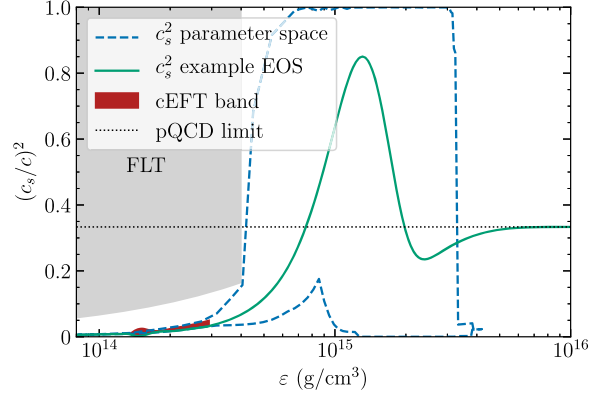 1.0
0.8
0.6
0.4
0.2
0
(c_s/c)^2
c_s^2 parameter space
c_s^2 example EOS
cEFT band
pQCD limit
FLT
10^14
10^15
10^16
ε (g/cm^3)